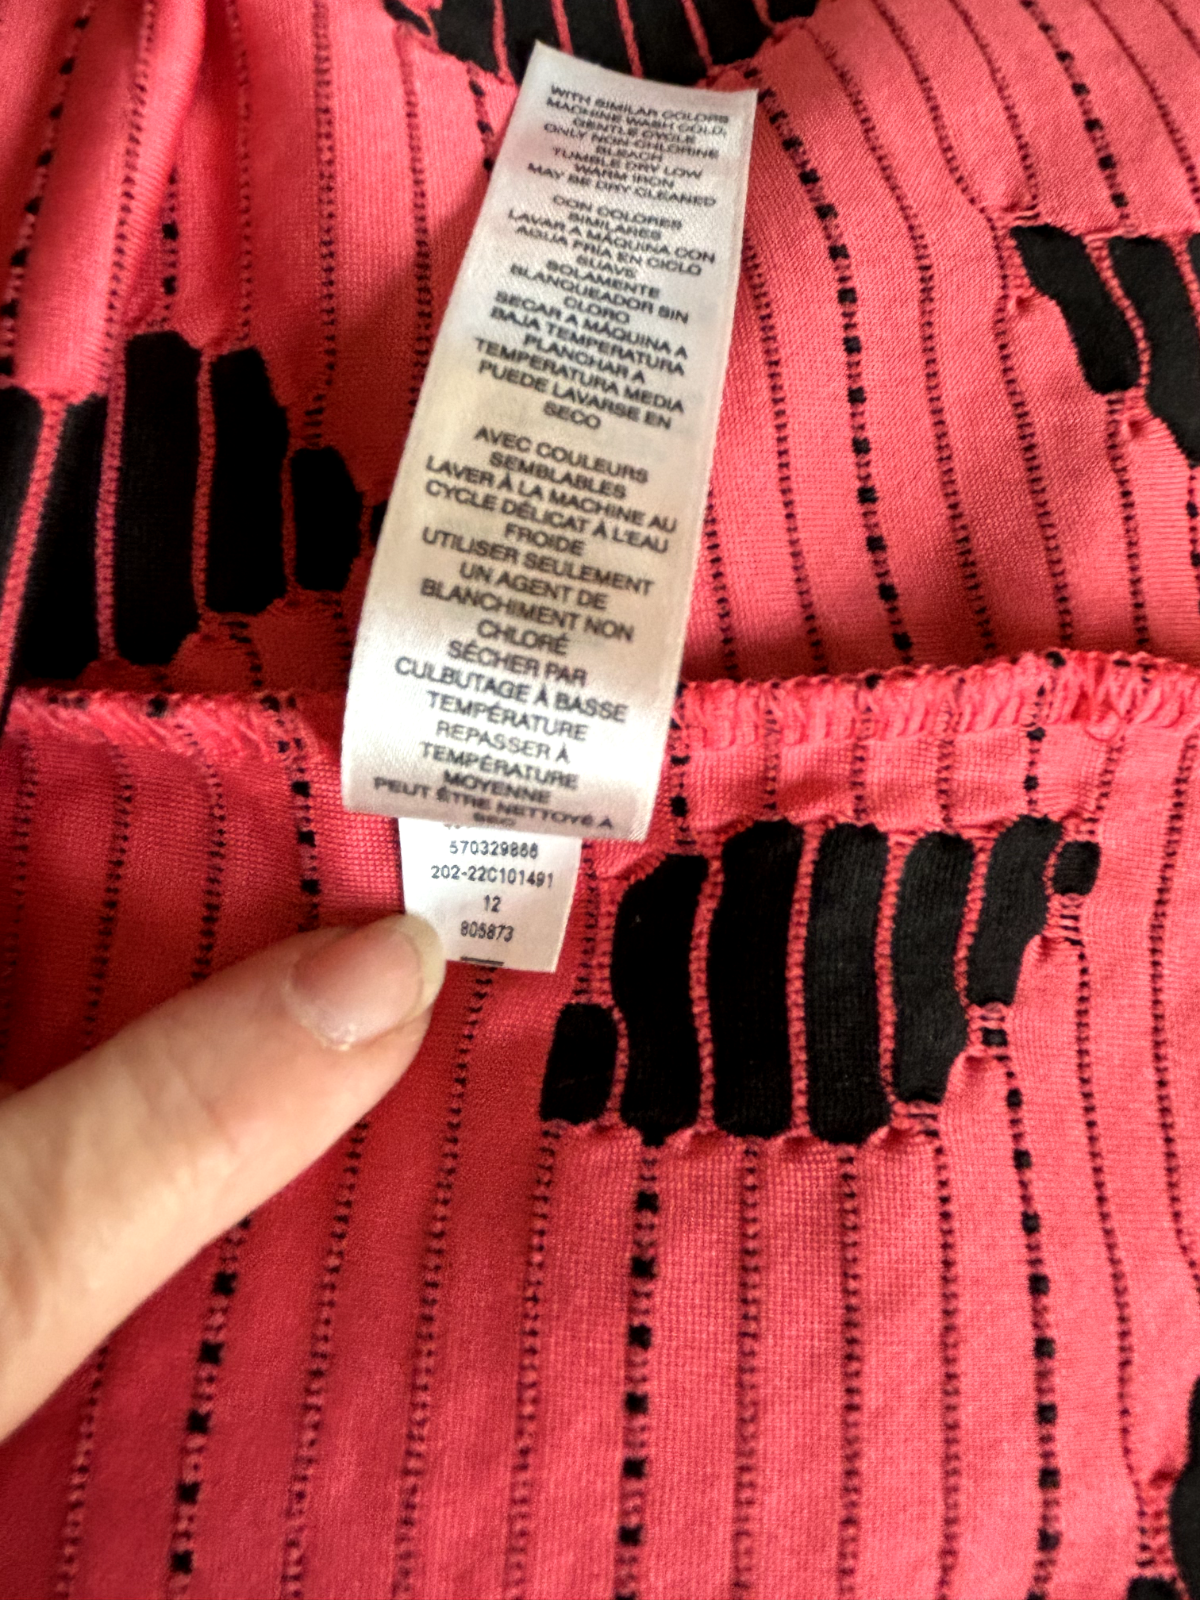 WITH SIMILAR COLORS
MACHINE WASH COLD,
GENTLE CYCLE
ONLY NON-CHLORINE
BLEACH
TUMBLE DRY LOW
WARM IRON
MAY BE DRY CLEANED
CON COLORES
SIMILARES
LAVAR A MÁQUINA CON
AGUA FRÍA EN CICLO
SUAVE
SOLAMENTE
BLANQUEADOR SIN
CLORO
SECAR A MÁQUINA A
BAJA TEMPERATURA
PLANCHAR A
TEMPERATURA MEDIA
PUEDE LAVARSE EN
SECO
AVEC COULEURS
SEMBLABLES
LAVER À LA MACHINE AU
CYCLE DÉLICAT À L'EAU
FROIDE
UTILISER SEULEMENT
UN AGENT DE
BLANCHIMENT NON
CHLORÉ
SÉCHER PAR
CULBUTAGE À BASSE
TEMPÉRATURE
REPASSER À
TEMPÉRATURE
MOYENNE
PEUT ÊTRE NETTOYÉ À
SEC
570329866
202-22C101491
12
805873